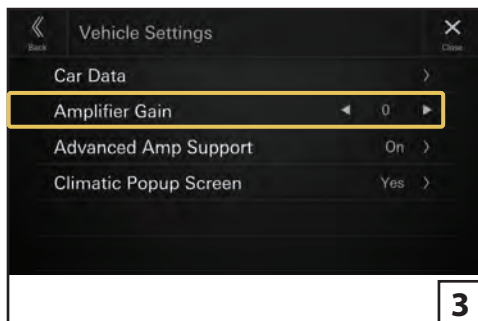 Back Vehicle Settings Close
Car Data
Amplifier Gain 0
Advanced Amp Support On
Climatic Popup Screen Yes
3